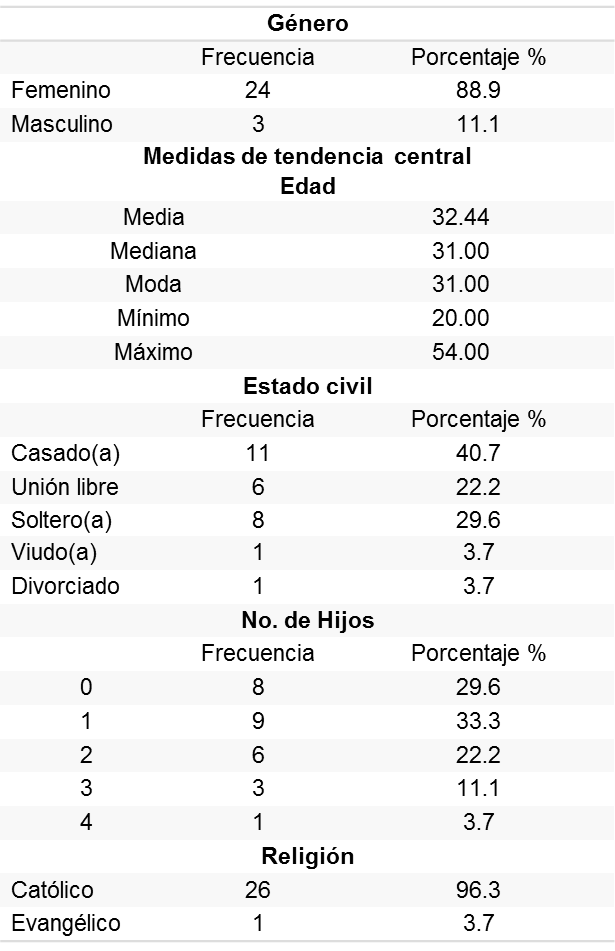 Género
Frecuencia Porcentaje %
Femenino 24 88.9
Masculino 3 11.1
Medidas de tendencia central
Edad
Media 32.44
Mediana 31.00
Moda 31.00
Mínimo 20.00
Máximo 54.00
Estado civil
Frecuencia Porcentaje %
Casado(a) 11 40.7
Unión libre 6 22.2
Soltero(a) 8 29.6
Viudo(a) 1 3.7
Divorciado 1 3.7
No. de Hijos
Frecuencia Porcentaje %
0 8 29.6
1 9 33.3
2 6 22.2
3 3 11.1
4 1 3.7
Religión
Católico 26 96.3
Evangélico 1 3.7